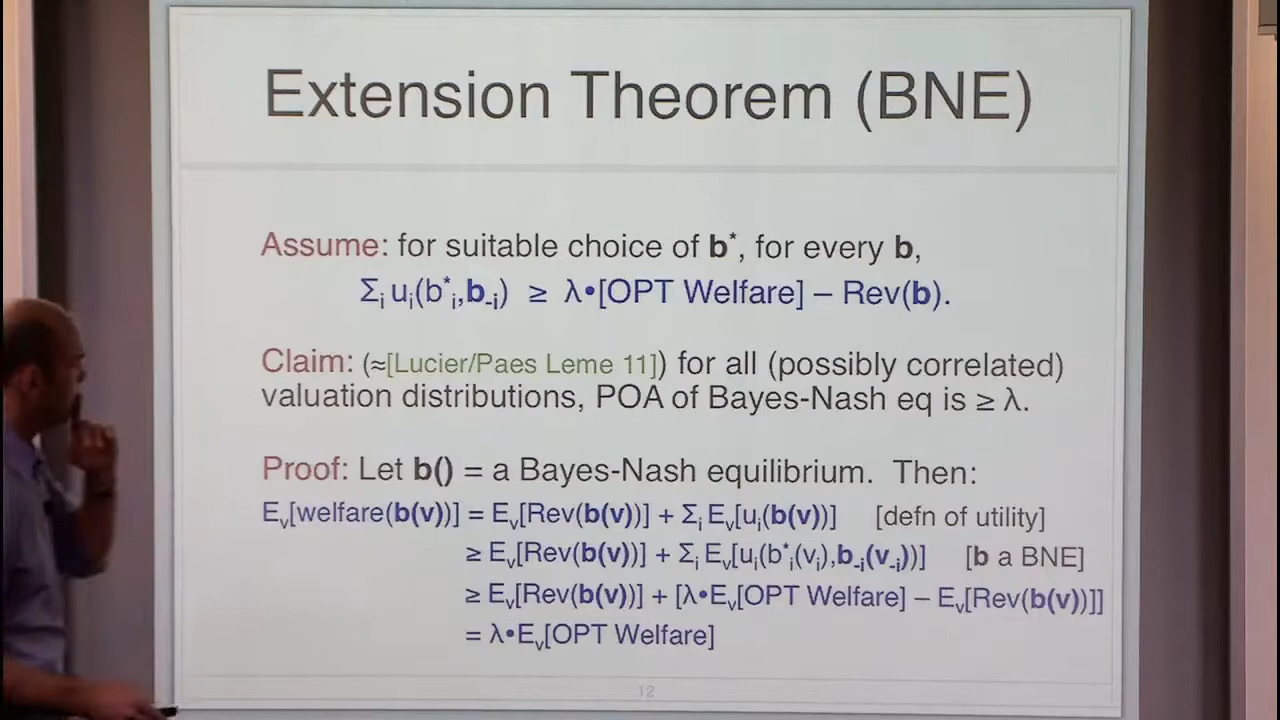 Extension Theorem (BNE)
Assume: for suitable choice of b*, for every b,
Σi ui(b*i,b-i) ≥ λ•[OPT Welfare] – Rev(b).
Claim: (≈[Lucier/Paes Leme 11]) for all (possibly correlated)
valuation distributions, POA of Bayes-Nash eq is ≥ λ.
Proof: Let b() = a Bayes-Nash equilibrium. Then:
Ev[welfare(b(v))] = Ev[Rev(b(v))] + Σi Ev[ui(b(v))] [defn of utility]
≥ Ev[Rev(b(v))] + Σi Ev[ui(b*i(vi),b-i(v-i))] [b a BNE]
≥ Ev[Rev(b(v))] + [λ•Ev[OPT Welfare] – Ev[Rev(b(v))]]
= λ•Ev[OPT Welfare]
12